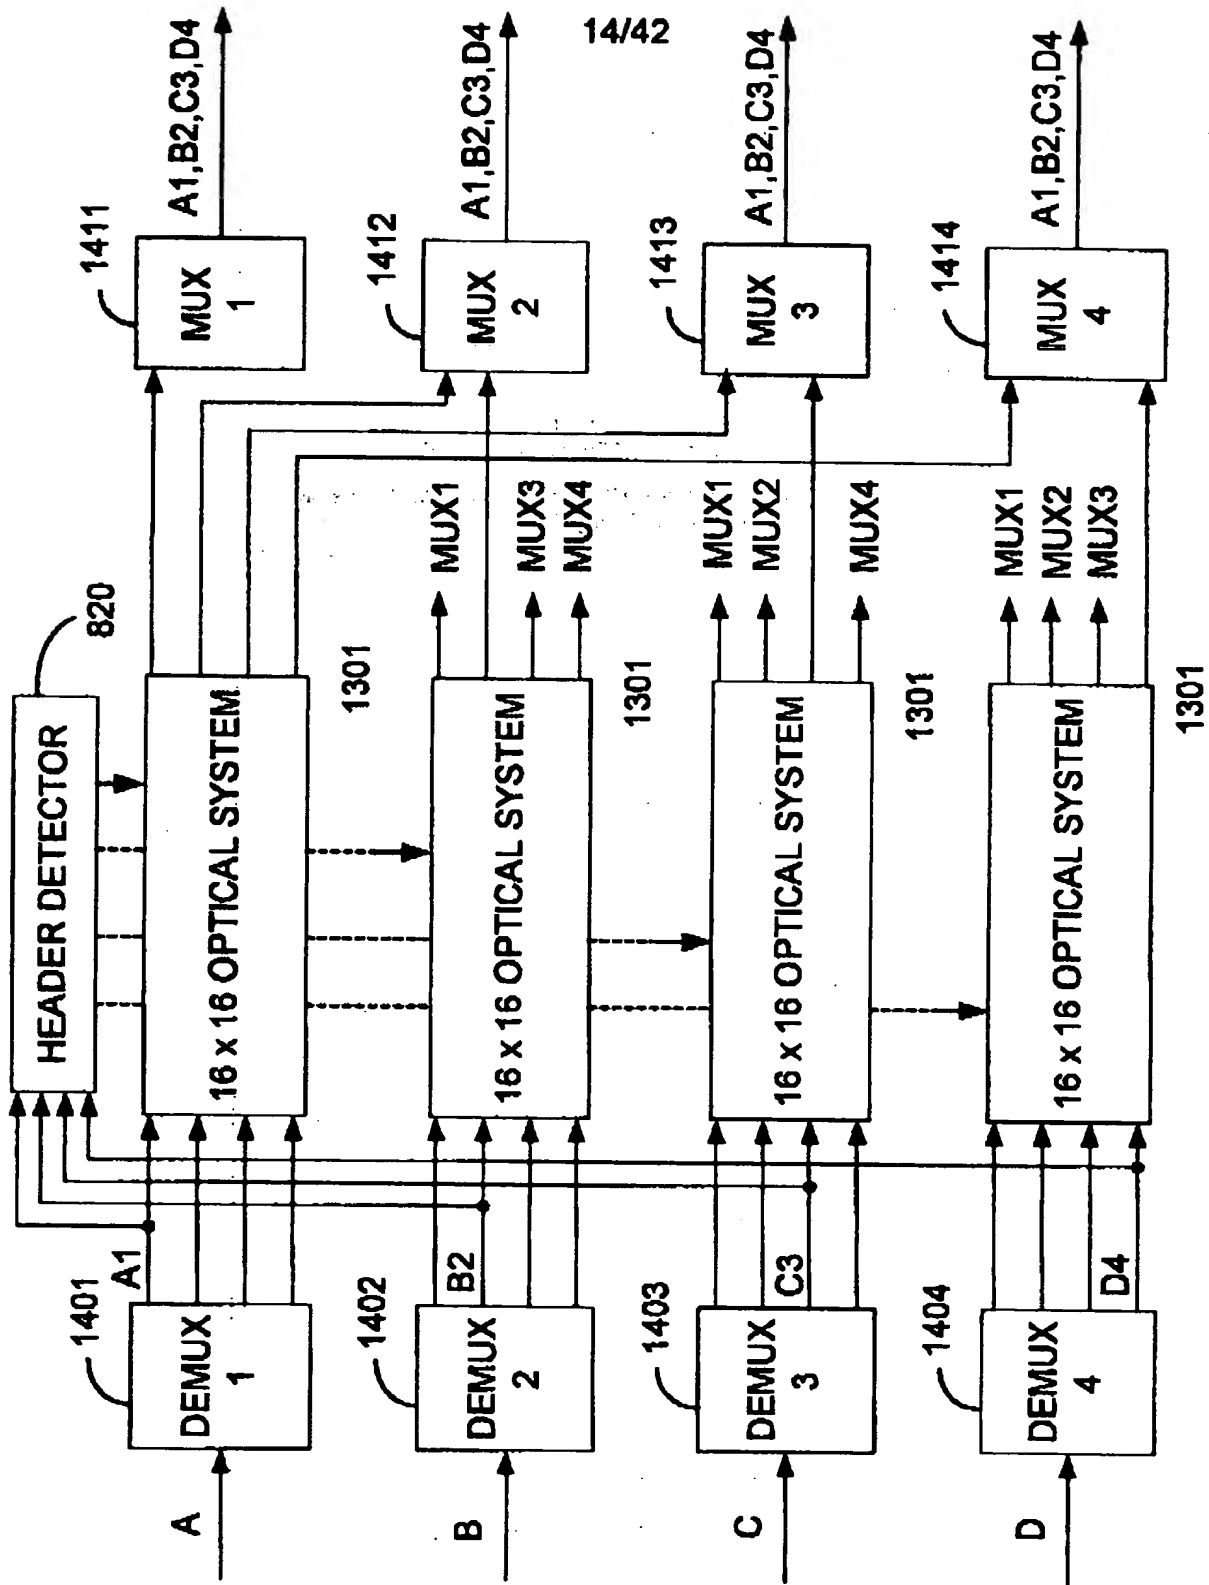 14/42
A1,B2,C3,D4
A1,B2,C3,D4
A1,B2,C3,D4
A1,B2,C3,D4
1411
1412
1413
1414
MUX 1
MUX 2
MUX 3
MUX 4
820
HEADER DETECTOR
MUX1
MUX3
MUX4
MUX1
MUX2
MUX4
MUX1
MUX2
MUX3
16 x 16 OPTICAL SYSTEM
1301
16 x 16 OPTICAL SYSTEM
1301
16 x 16 OPTICAL SYSTEM
1301
16 x 16 OPTICAL SYSTEM
1301
A1
B2
C3
D4
1401
1402
1403
1404
DEMUX 1
DEMUX 2
DEMUX 3
DEMUX 4
A
B
C
D